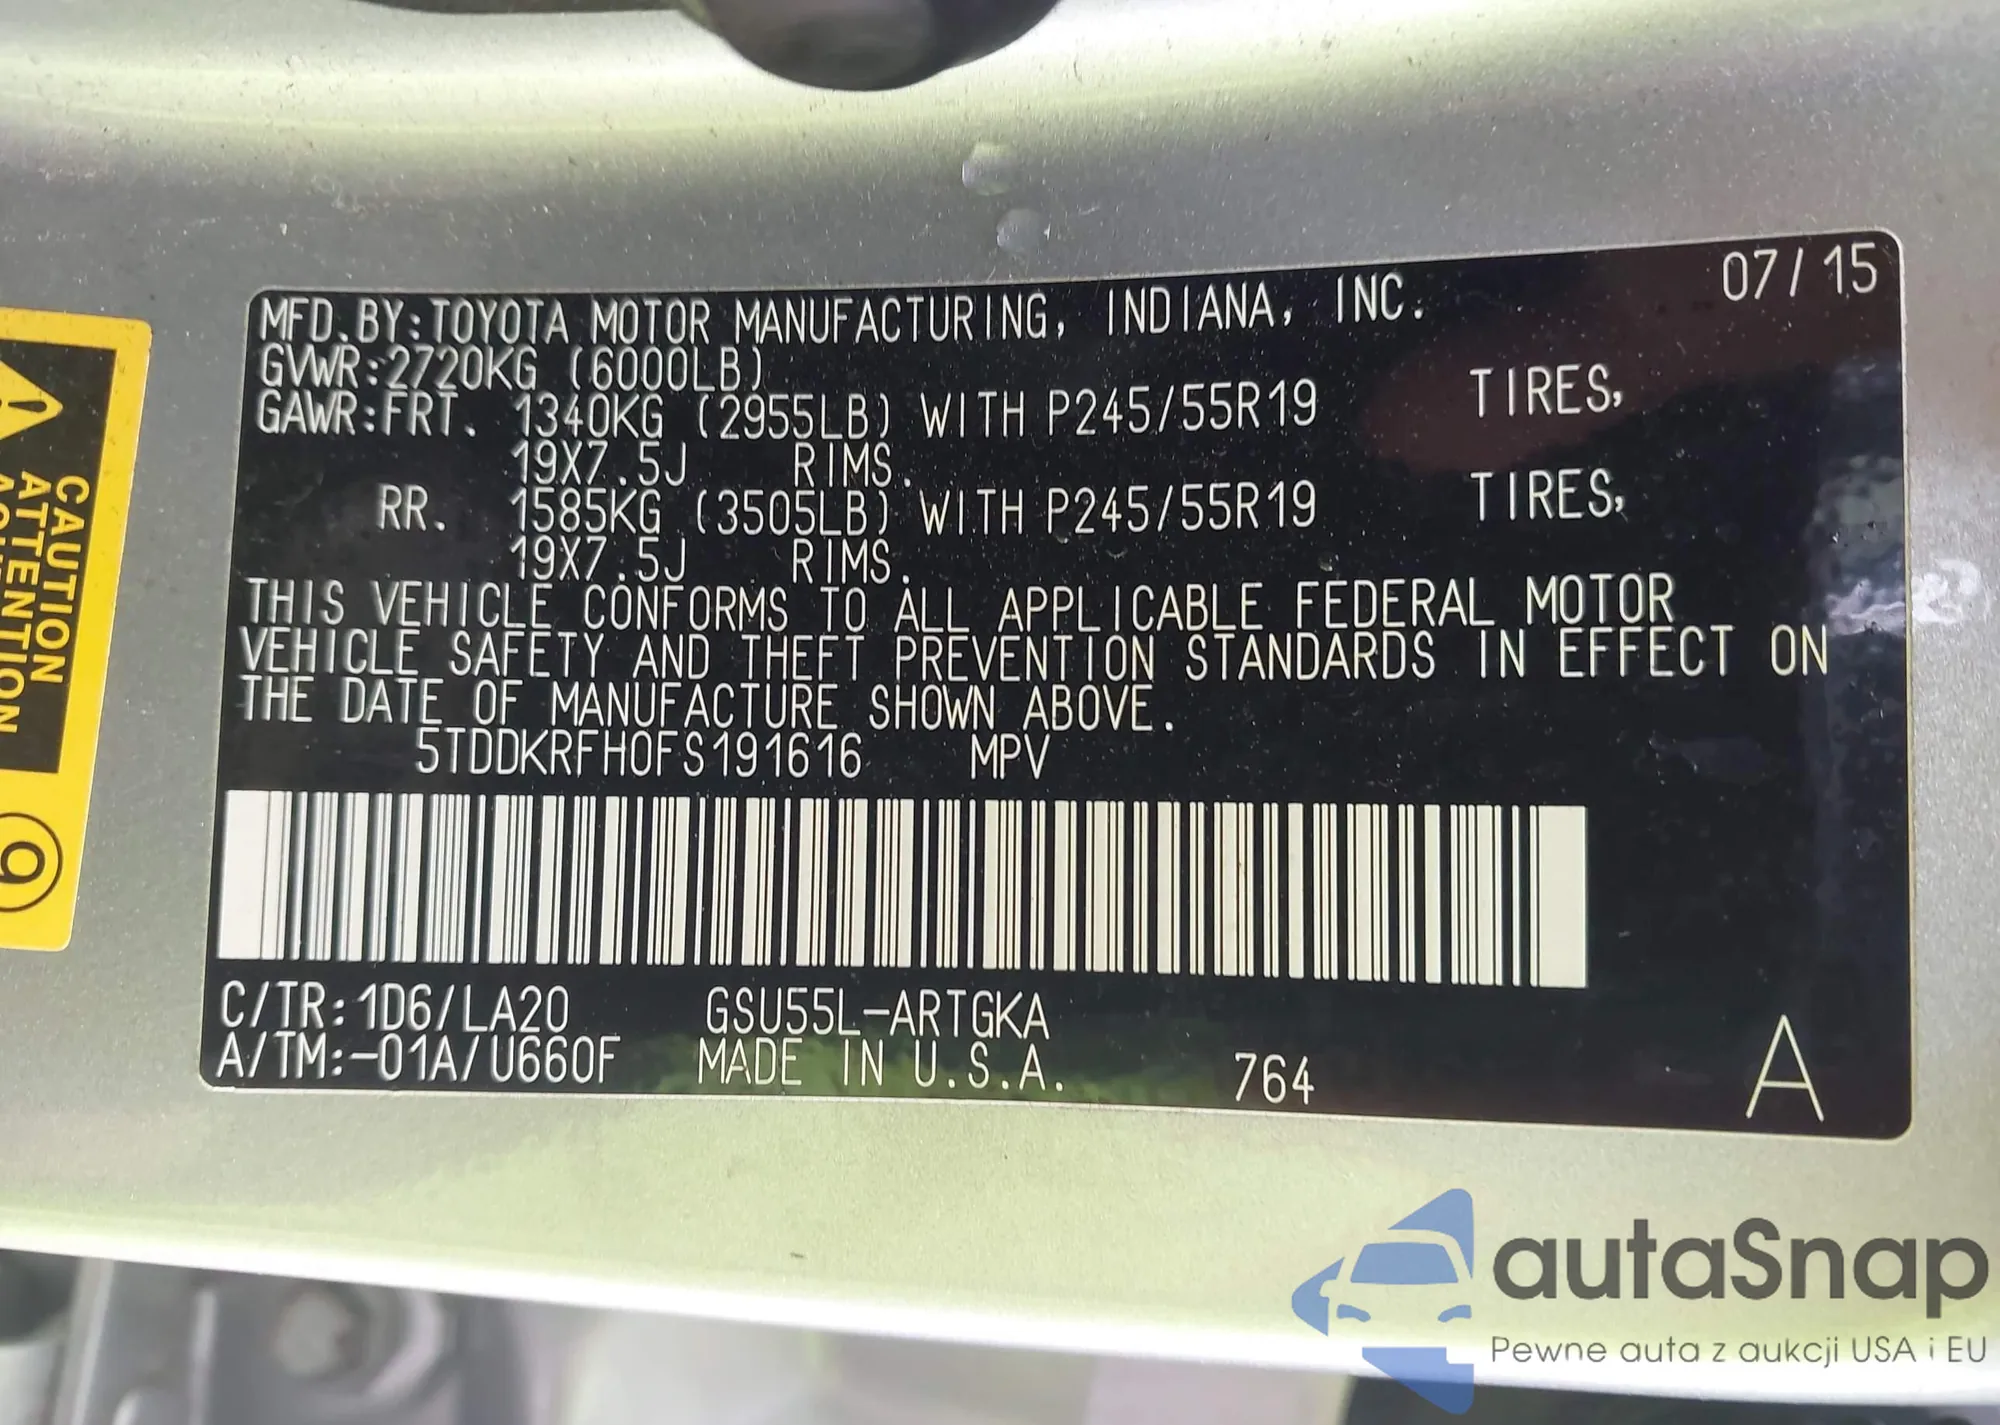 07/15
MFD.BY:TOYOTA MOTOR MANUFACTURING, INDIANA, INC.
GVWR:2720KG (6000LB)
GAWR:FRT. 1340KG (2955LB) WITH P245/55R19 TIRES,
19X7.5J RIMS.
RR. 1585KG (3505LB) WITH P245/55R19 TIRES,
19X7.5J RIMS.
THIS VEHICLE CONFORMS TO ALL APPLICABLE FEDERAL MOTOR
VEHICLE SAFETY AND THEFT PREVENTION STANDARDS IN EFFECT ON
THE DATE OF MANUFACTURE SHOWN ABOVE.
5TDDKRFH0FS191616 MPV
C/TR:1D6/LA20 GSU55L-ARTGKA
A/TM:-01A/U660F MADE IN U.S.A. 764 A
CAUTION
ATTENTION
autaSnap
Pewne auta z aukcji USA i EU